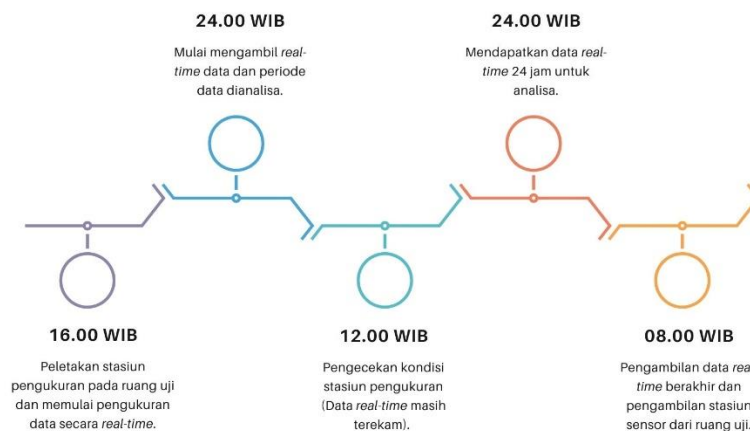 24.00 WIB
Mulai mengambil real-
time data dan periode
data dianalisa.
24.00 WIB
Mendapatkan data real-
time 24 jam untuk
analisa.
16.00 WIB
Peletakan stasiun
pengukuran pada ruang uji
dan memulai pengukuran
data secara real-time.
12.00 WIB
Pengecekan kondisi
stasiun pengukuran
(Data real-time masih
terekam).
08.00 WIB
Pengambilan data rea
time berakhir dan
pengambilan stasiun
sensor dari ruang uji.